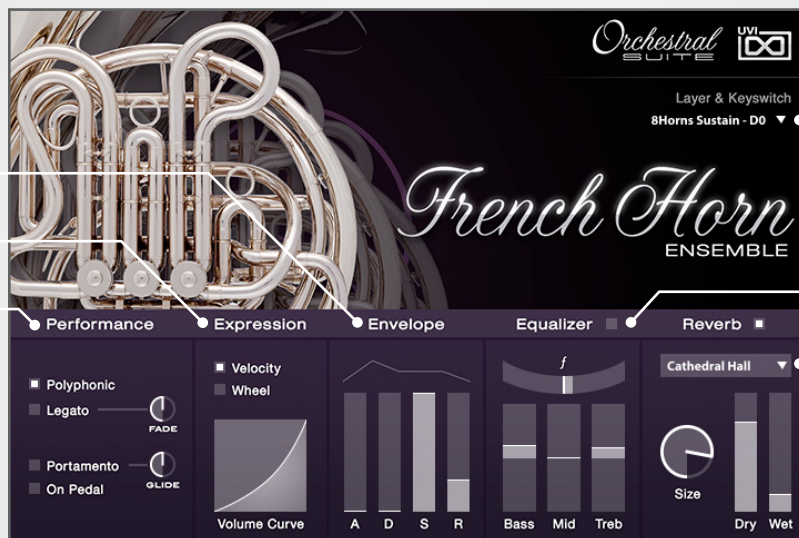 Orchestral
SUITE
UVI
Layer & Keyswitch
8Horns Sustain - D0
French Horn
ENSEMBLE
Performance
Expression
Envelope
Equalizer
Reverb
Polyphonic
Legato
FADE
Portamento
On Pedal
GLIDE
Velocity
Wheel
Volume Curve
A D S R
f
Bass Mid Treb
Cathedral Hall
Size
Dry Wet